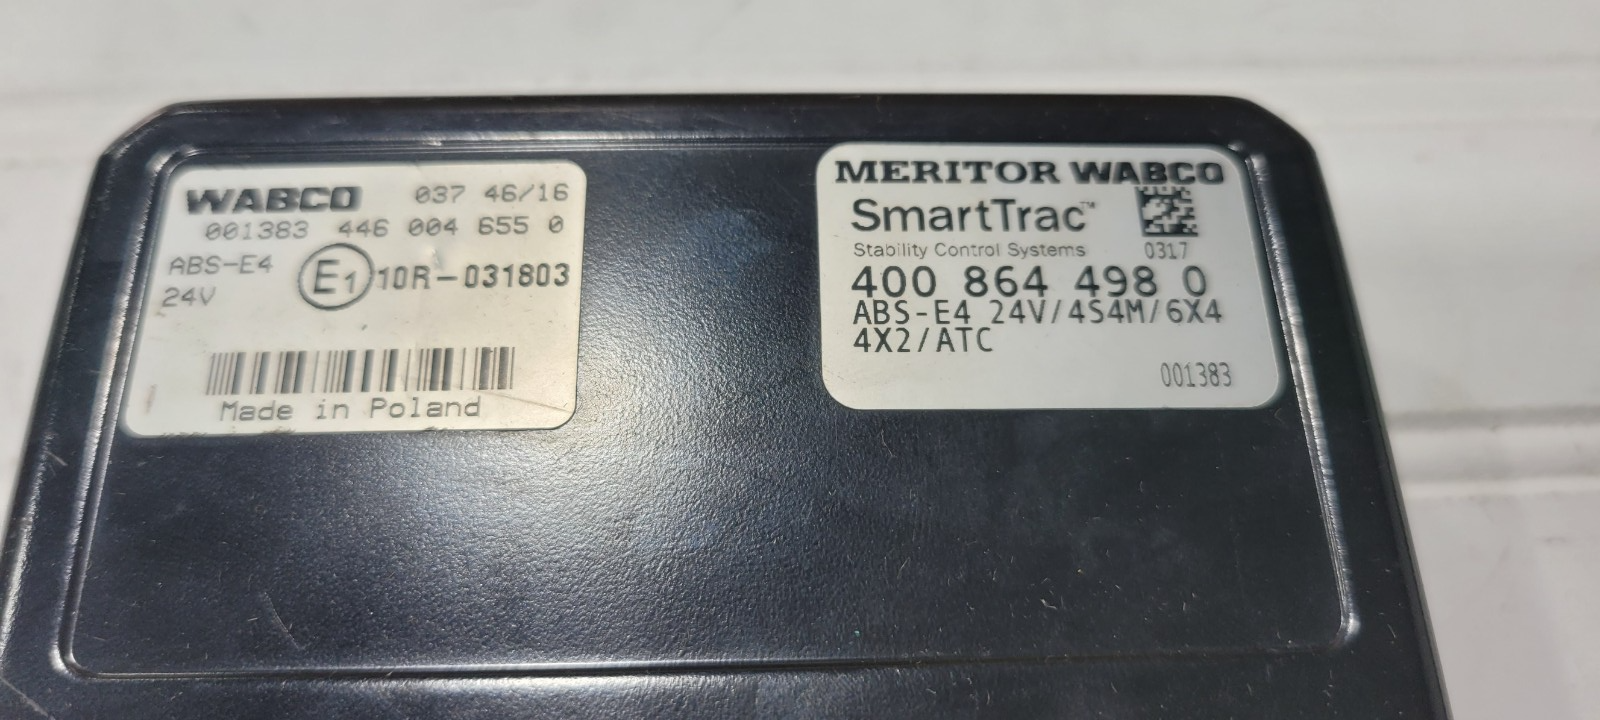 WABCO 037 46/16
001383 446 004 655 0
ABS-E4
24V
E1 10R-031803
Made in Poland
MERITOR WABCO
SmartTrac™
Stability Control Systems 0317
400 864 498 0
ABS-E4 24V/4S4M/6X4
4X2/ATC
001383